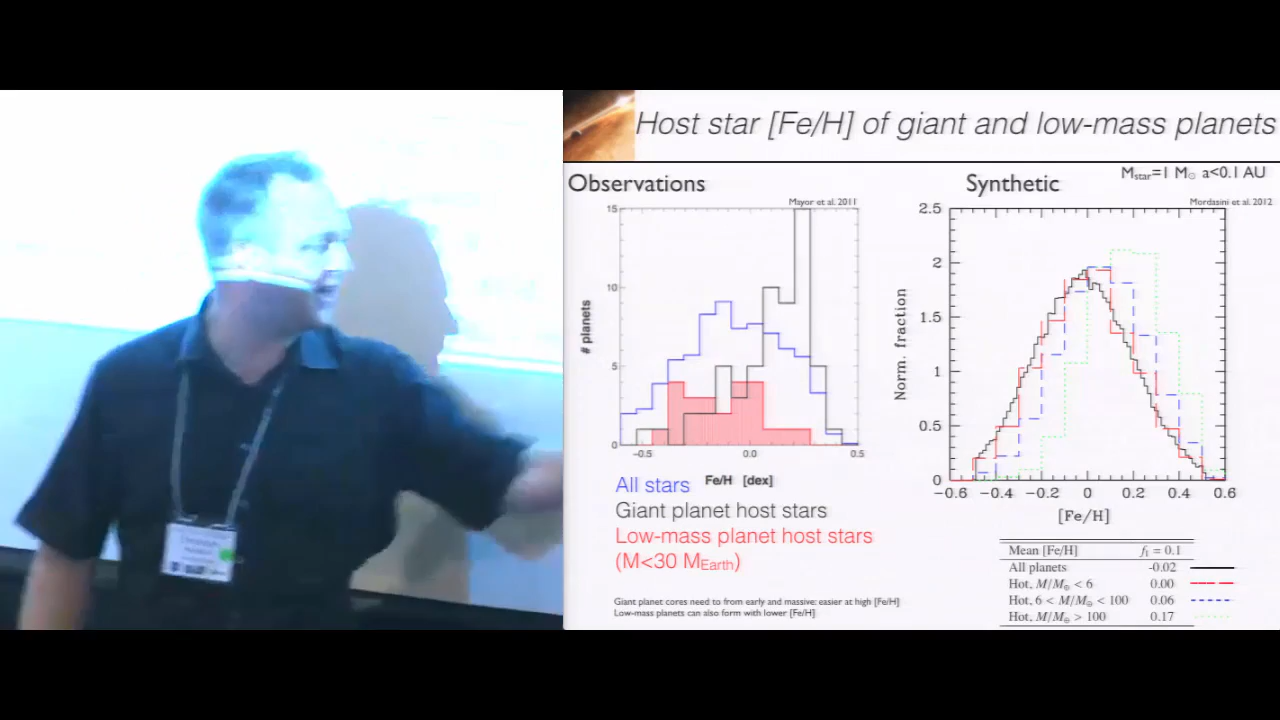 Host star [Fe/H] of giant and low-mass planets
Observations
Synthetic
M_star=1 M☉ a<0.1 AU
Mayor et al. 2011
Mordasini et al. 2012
15
10
5
0
# planets
-0.5
0.0
0.5
Fe/H [dex]
2.5
2
1.5
1
0.5
0
Norm. fraction
-0.6
-0.4
-0.2
0
0.2
0.4
0.6
[Fe/H]
All stars
Giant planet host stars
Low-mass planet host stars
(M<30 M_Earth)
Giant planet cores need to from early and massive: easier at high [Fe/H]
Low-mass planets can also form with lower [Fe/H]
Mean [Fe/H] f_I = 0.1
All planets -0.02
Hot, M/M⊕ < 6 0.00
Hot, 6 < M/M⊕ < 100 0.06
Hot, M/M⊕ > 100 0.17